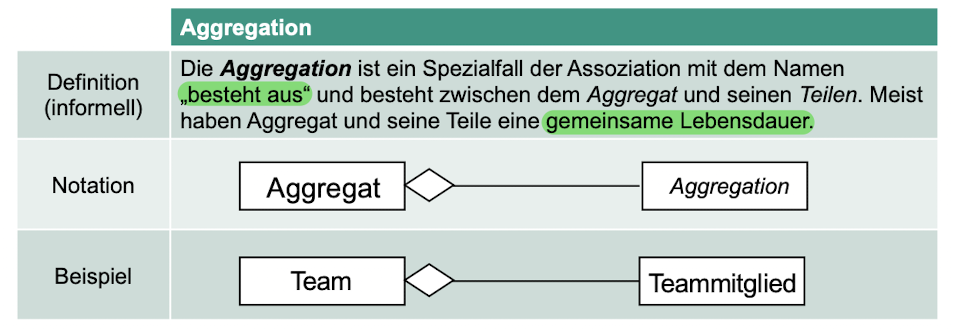 Aggregation
Definition
(informell)
Die Aggregation ist ein Spezialfall der Assoziation mit dem Namen
„besteht aus“ und besteht zwischen dem Aggregat und seinen Teilen. Meist
haben Aggregat und seine Teile eine gemeinsame Lebensdauer.
Notation
Aggregat
Aggregation
Beispiel
Team
Teammitglied